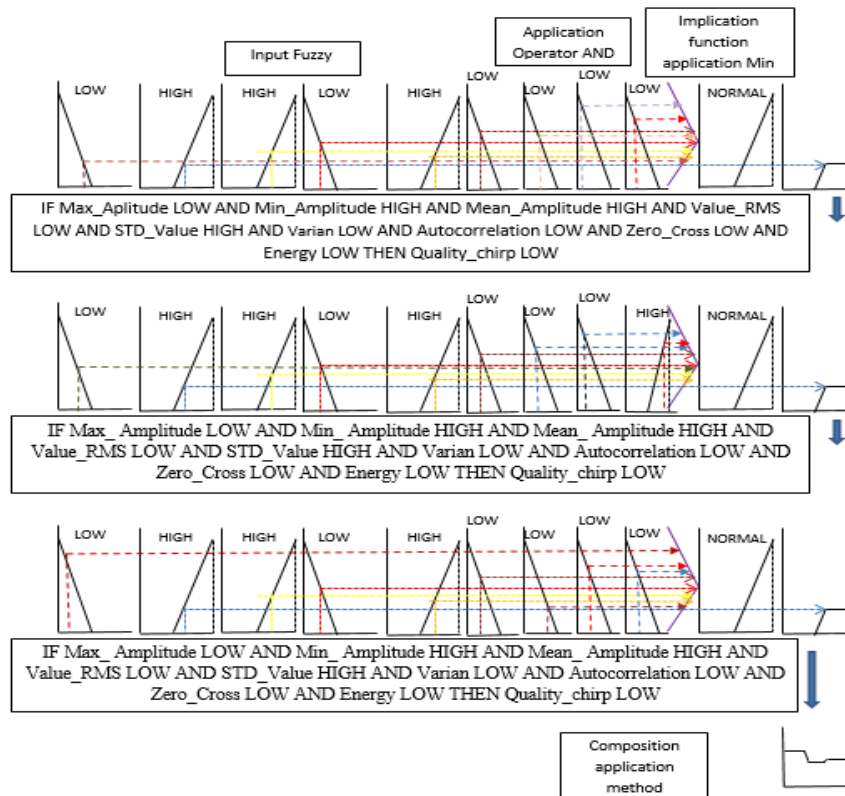 Input Fuzzy
Application
Operator AND
Implication
function
application Min
LOW HIGH HIGH LOW HIGH LOW LOW LOW LOW NORMAL
IF Max_Aplitude LOW AND Min_Amplitude HIGH AND Mean_Amplitude HIGH AND Value_RMS
LOW AND STD_Value HIGH AND Varian LOW AND Autocorrelation LOW AND Zero_Cross LOW AND
Energy LOW THEN Quality_chirp LOW
LOW HIGH HIGH LOW HIGH LOW LOW LOW HIGH NORMAL
IF Max_ Amplitude LOW AND Min_ Amplitude HIGH AND Mean_ Amplitude HIGH AND
Value_RMS LOW AND STD_Value HIGH AND Varian LOW AND Autocorrelation LOW AND
Zero_Cross LOW AND Energy LOW THEN Quality_chirp LOW
LOW HIGH HIGH LOW HIGH LOW LOW LOW LOW NORMAL
IF Max_ Amplitude LOW AND Min_ Amplitude HIGH AND Mean_ Amplitude HIGH AND
Value_RMS LOW AND STD_Value HIGH AND Varian LOW AND Autocorrelation LOW AND
Zero_Cross LOW AND Energy LOW THEN Quality_chirp LOW
Composition
application
method